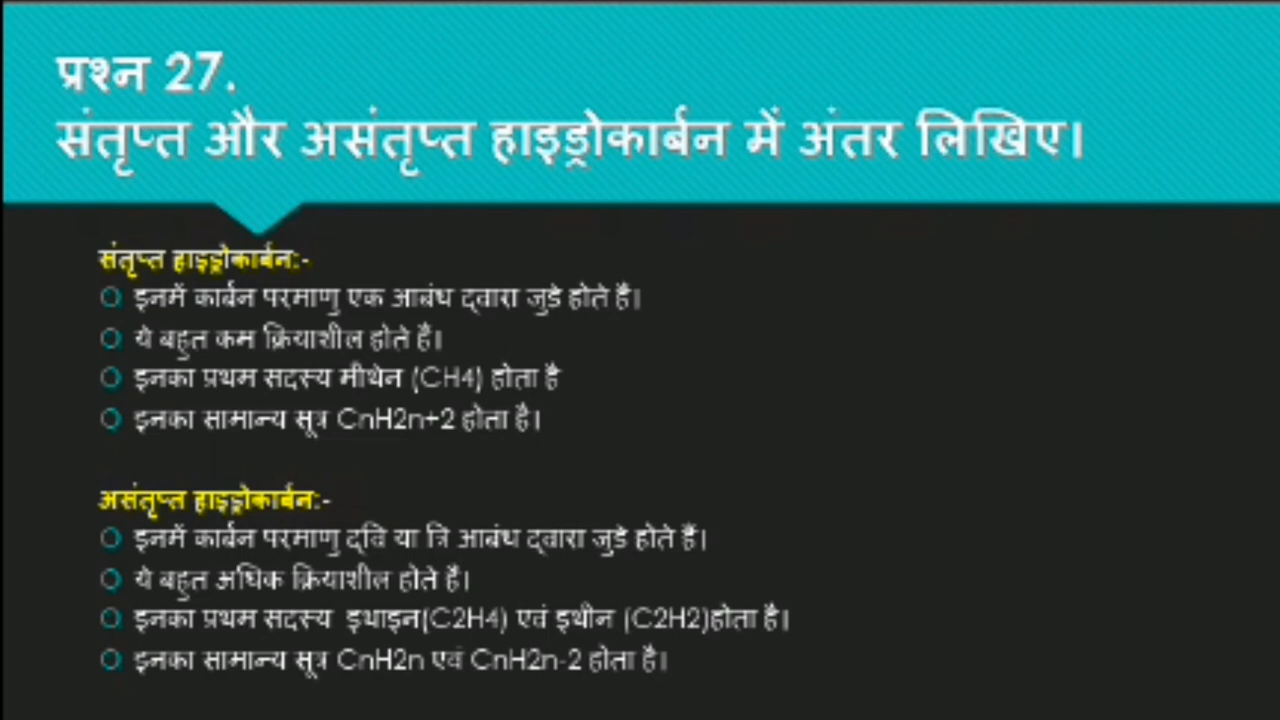 प्रश्न 27.
संतृप्त और असंतृप्त हाइड्रोकार्बन में अंतर लिखिए।
संतृप्त हाइड्रोकार्बन:-
इनमें कार्बन परमाणु एक आबंध द्वारा जुडे होते हैं।
ये बहुत कम क्रियाशील होते हैं।
इनका प्रथम सदस्य मीथेन (CH4) होता है
इनका सामान्य सूत्र CnH2n+2 होता है।
असंतृप्त हाइड्रोकार्बन:-
इनमें कार्बन परमाणु द्वि या त्रि आबंध द्वारा जुडे होते हैं।
ये बहुत अधिक क्रियाशील होते है।
इनका प्रथम सदस्य इथाइन(C2H4) एवं इथीन (C2H2)होता है।
इनका सामान्य सूत्र CnH2n एवं CnH2n-2 होता है।